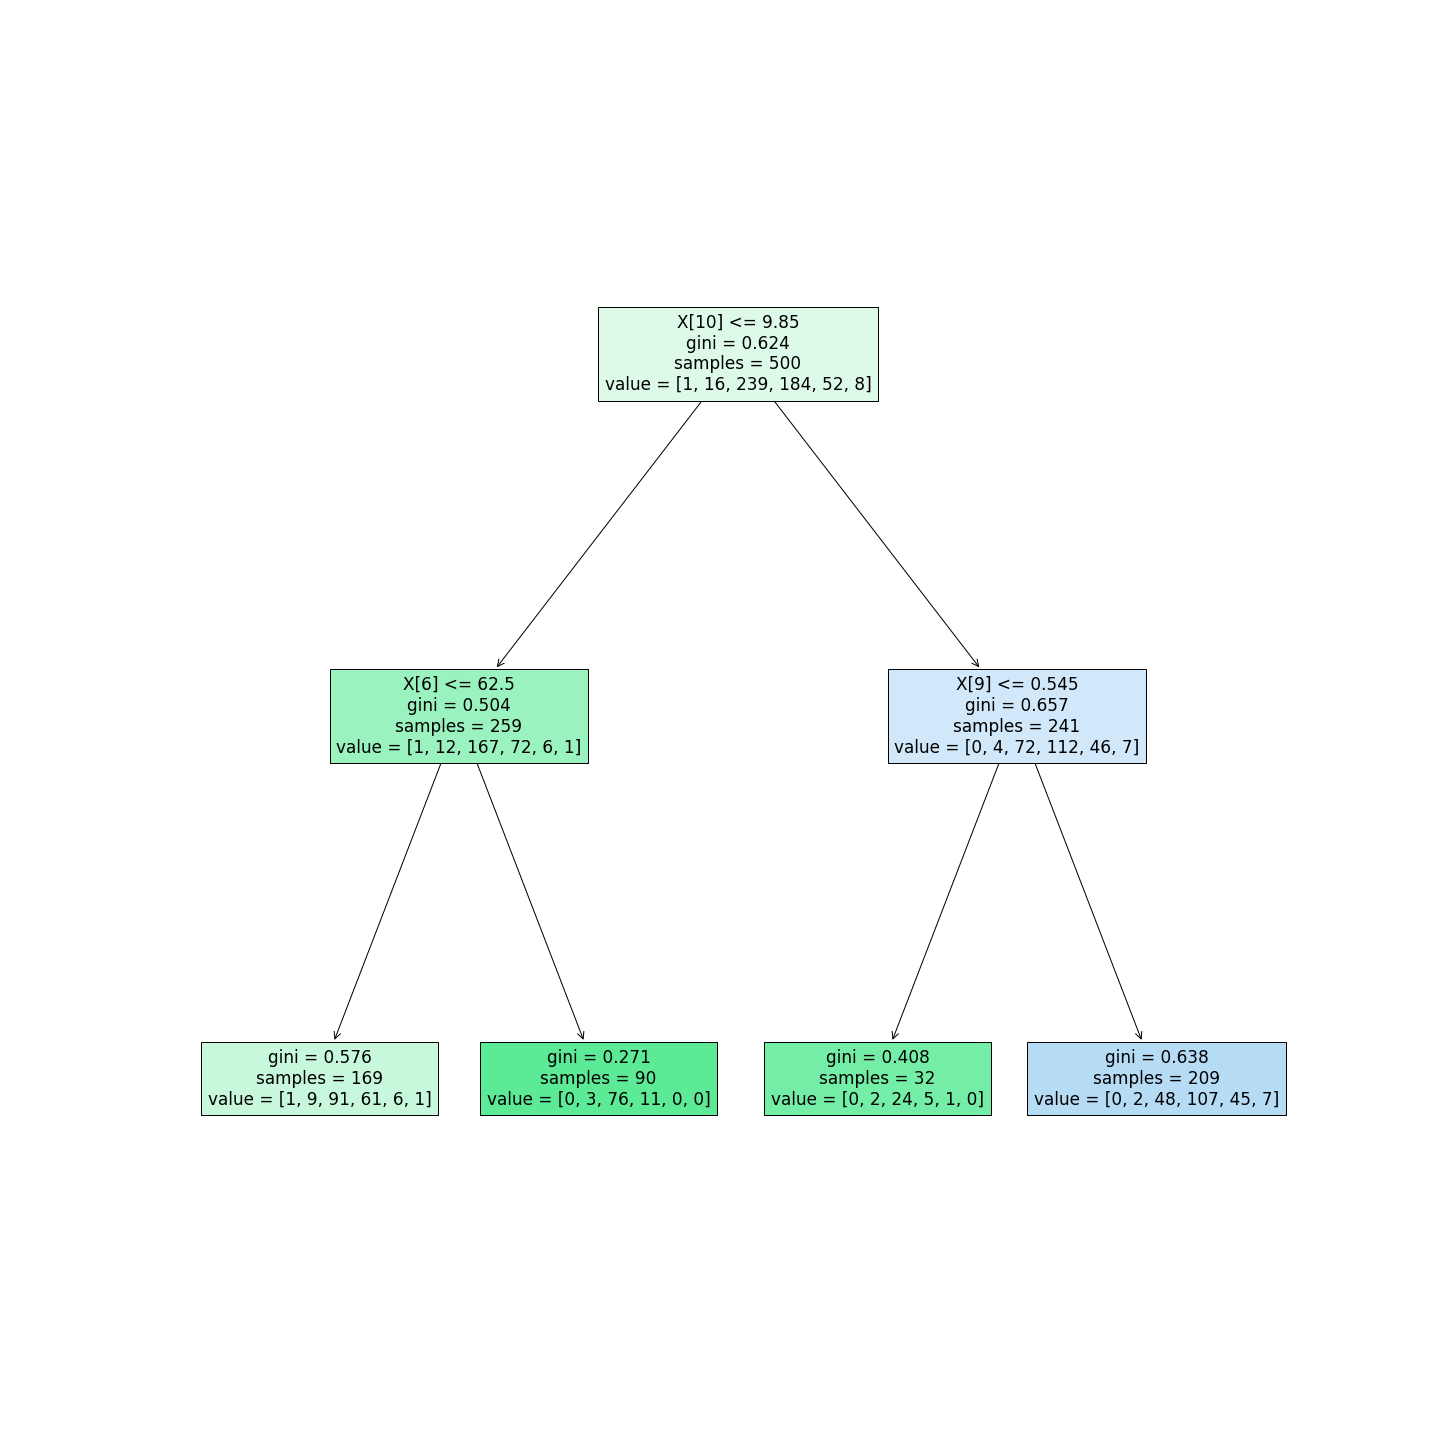 X[10] <= 9.85
gini = 0.624
samples = 500
value = [1, 16, 239, 184, 52, 8]
X[6] <= 62.5
gini = 0.504
samples = 259
value = [1, 12, 167, 72, 6, 1]
X[9] <= 0.545
gini = 0.657
samples = 241
value = [0, 4, 72, 112, 46, 7]
gini = 0.576
samples = 169
value = [1, 9, 91, 61, 6, 1]
gini = 0.271
samples = 90
value = [0, 3, 76, 11, 0, 0]
gini = 0.408
samples = 32
value = [0, 2, 24, 5, 1, 0]
gini = 0.638
samples = 209
value = [0, 2, 48, 107, 45, 7]